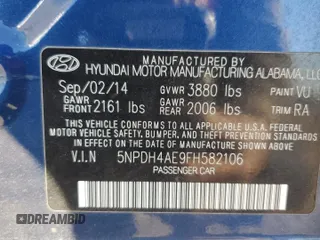 MANUFACTURED BY
HYUNDAI MOTOR MANUFACTURING ALABAMA, LLC
Sep/02/14 GVWR 3880 lbs PAINT VU
GAWR FRONT 2161 lbs GAWR REAR 2006 lbs TRIM RA
THIS VEHICLE CONFORMS TO ALL APPLICABLE U.S. FEDERAL MOTOR
VEHICLE SAFETY, BUMPER, AND THEFT PREVENTION STANDARDS
IN EFFECT ON THE DATE OF MANUFACTURE SHOWN ABOVE.
V.I.N 5NPDH4AE9FH582106
PASSENGER CAR